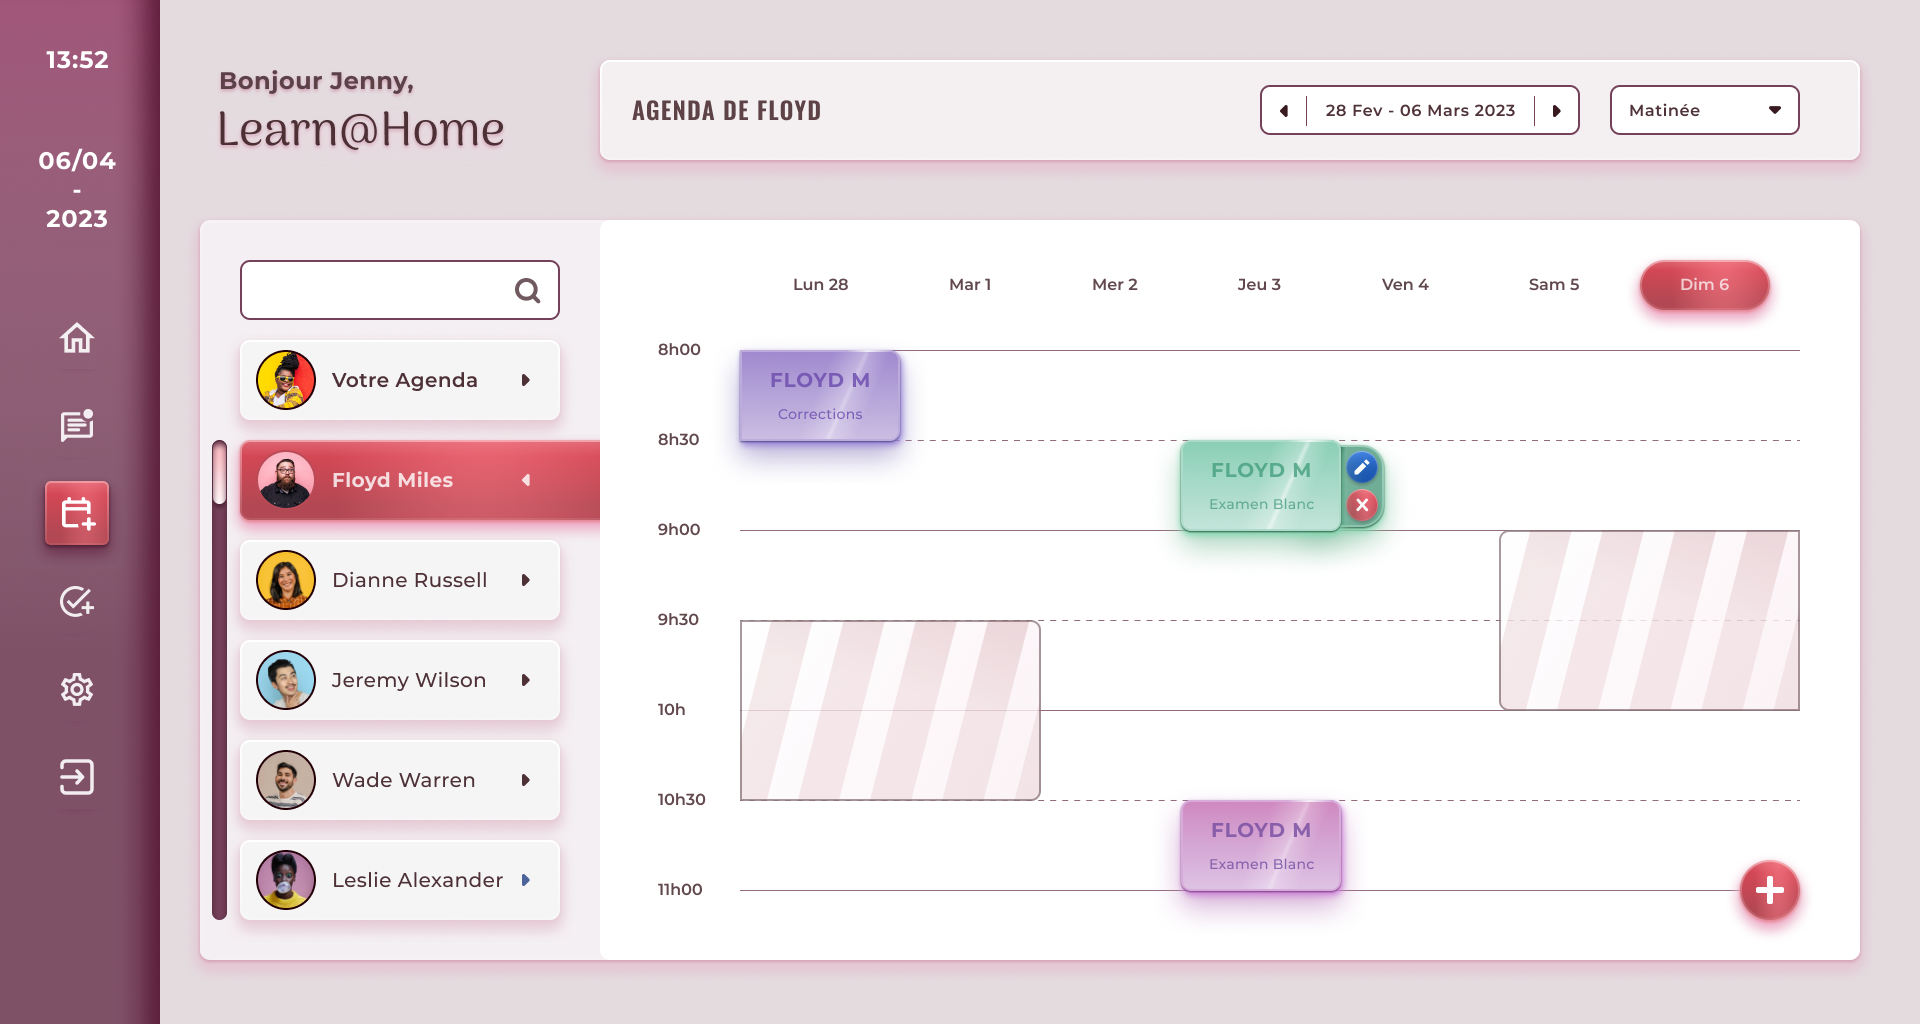 13:52
06/04
-
2023
Bonjour Jenny,
Learn@Home
AGENDA DE FLOYD
28 Fev - 06 Mars 2023
Matinée
Votre Agenda
Floyd Miles
Dianne Russell
Jeremy Wilson
Wade Warren
Leslie Alexander
Lun 28
Mar 1
Mer 2
Jeu 3
Ven 4
Sam 5
Dim 6
8h00
FLOYD M
Corrections
8h30
FLOYD M
Examen Blanc
9h00
9h30
10h
10h30
FLOYD M
Examen Blanc
11h00